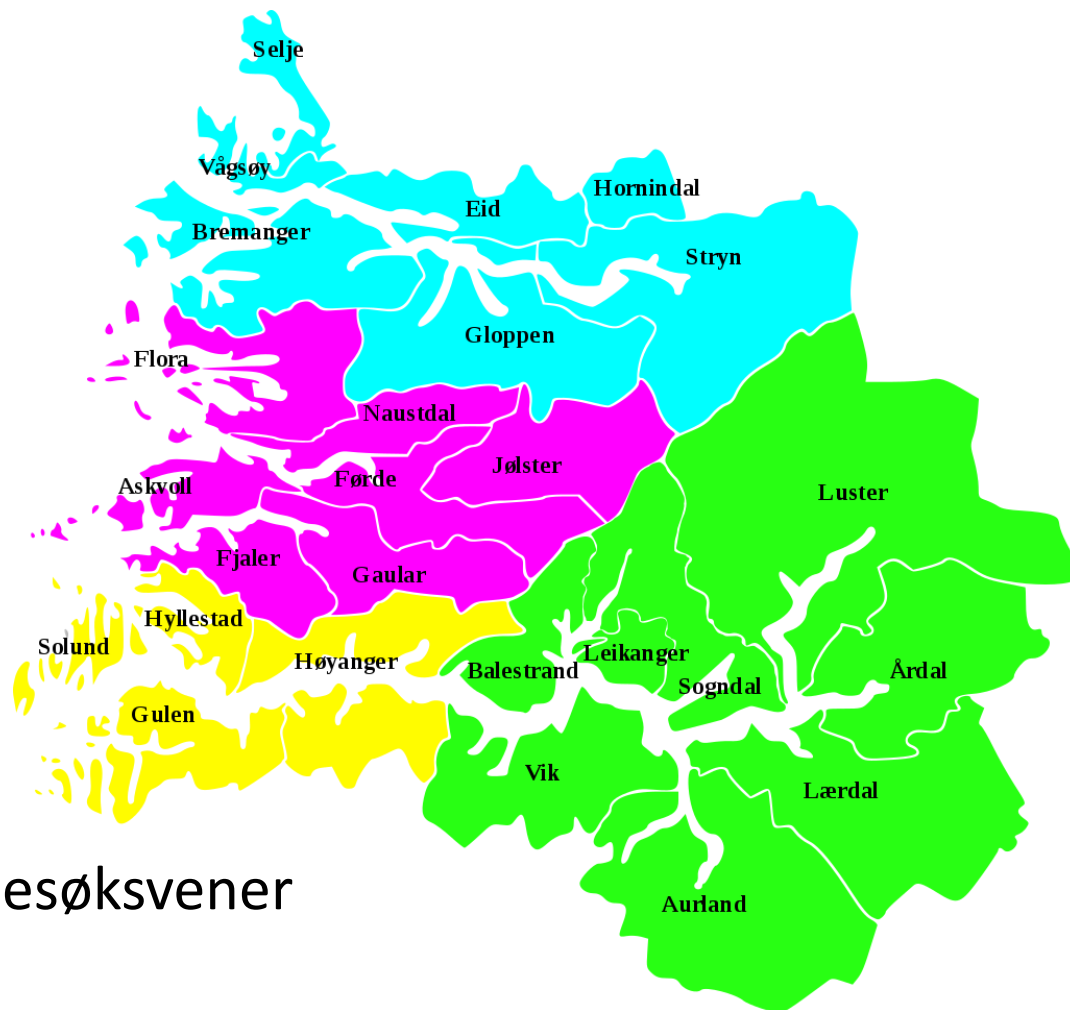 Selje
Vågsøy
Hornindal
Eid
Bremanger
Stryn
Gloppen
Flora
Naustdal
Jølster
Førde
Askvoll
Luster
Fjaler
Gaular
Hyllestad
Solund
Høyanger
Leikanger
Balestrand
Sogndal
Årdal
Gulen
Vik
Lærdal
esøksvener
Aurland